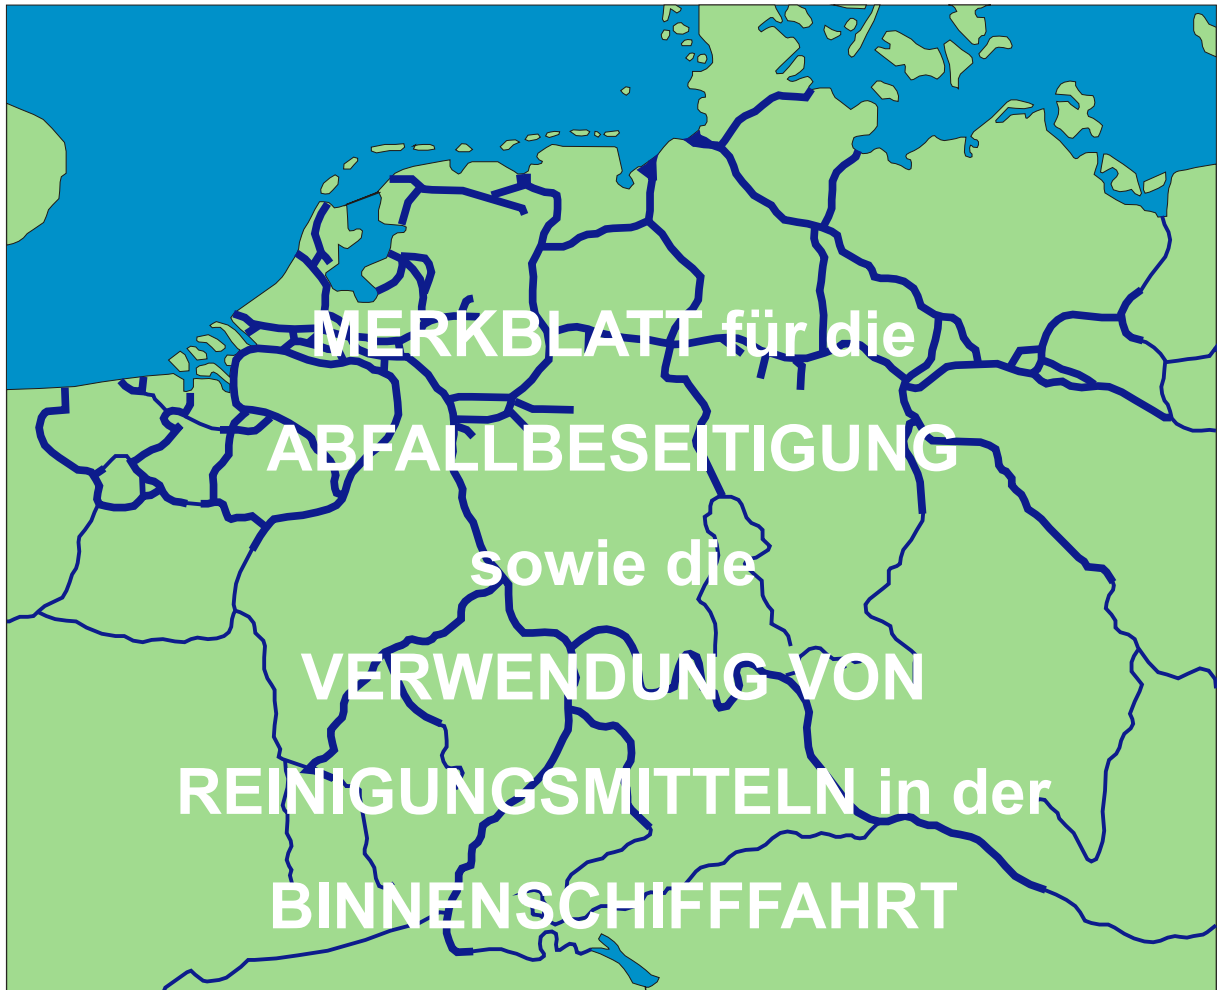 MERKBLATT für die
ABFALLBESEITIGUNG
sowie die
VERWENDUNG VON
REINIGUNGSMITTELN in der
BINNENSCHIFFFAHRT